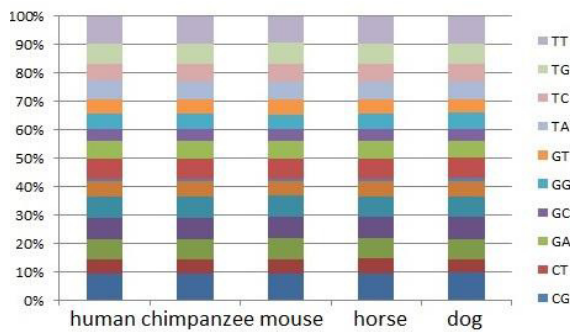 100%
90%
80%
70%
60%
50%
40%
30%
20%
10%
0%
human chimpanzee mouse horse dog
TT
TG
TC
TA
GT
GG
GC
GA
CT
CG